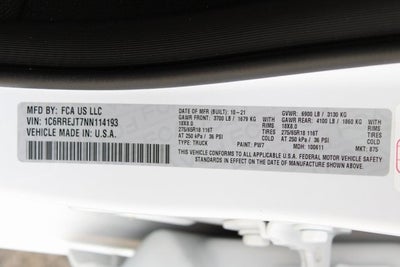 MFD BY: FCA US LLC
VIN: 1C6RREJT7NN114193
VEHICLE MADE IN: U.S.A.
DATE OF MFR (BUILT): 10-21 GVWR: 6900 LB / 3130 KG
GAWR FRONT: 3700 LB / 1679 KG GAWR REAR: 4100 LB / 1860 KG
18X8.0 18X8.0
275/65R18 116T TIRES 275/65R18 116T TIRES
AT 250 kPa / 36 PSI COLD AT 250 kPa / 36 PSI COLD
TYPE: TRUCK PAINT: PW7 MDH: 100611 MKT: 875
THIS VEHICLE CONFORMS TO ALL APPLICABLE U.S.A. FEDERAL MOTOR VEHICLE
SAFETY STANDARDS IN EFFECT ON THE DATE OF MANUFACTURE SHOWN ABOVE